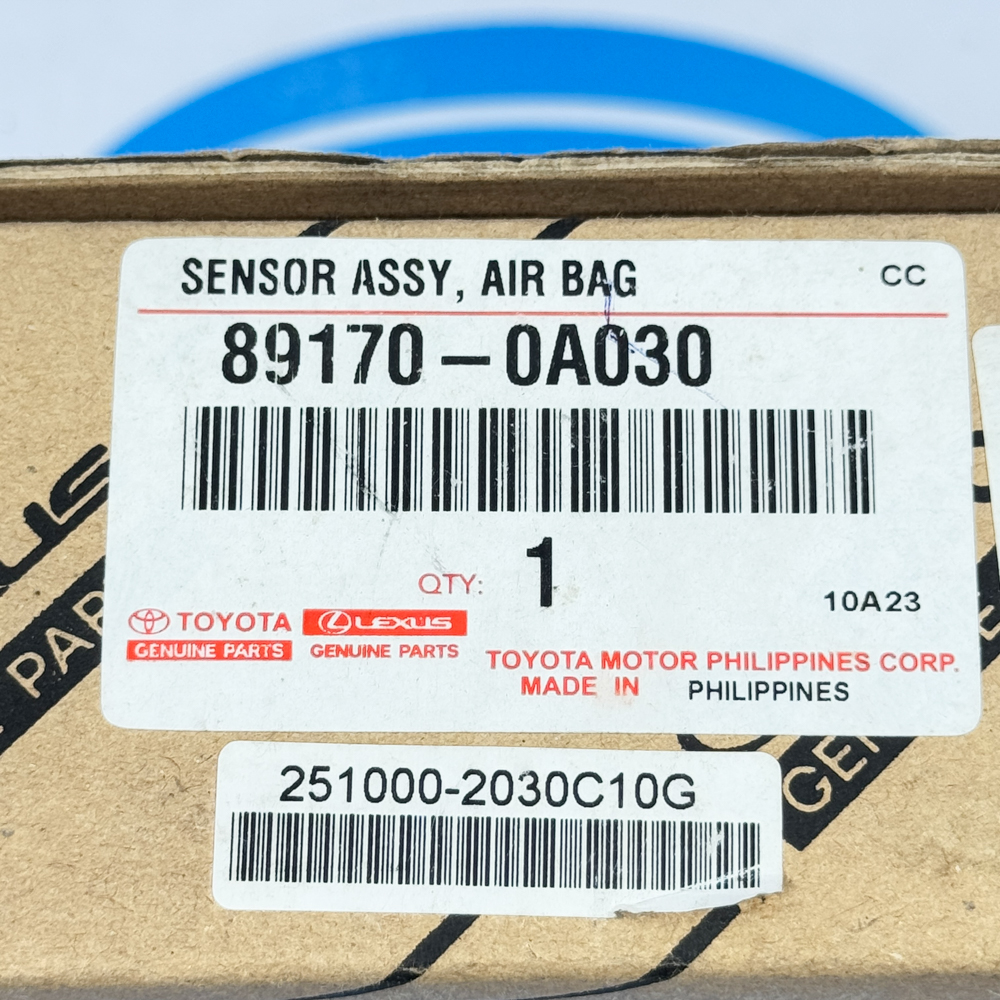 SENSOR ASSY, AIR BAG
CC
89170-0A030
QTY: 1
10A23
TOYOTA LEXUS
GENUINE PARTS GENUINE PARTS
TOYOTA MOTOR PHILIPPINES CORP.
MADE IN PHILIPPINES
251000-2030C10G